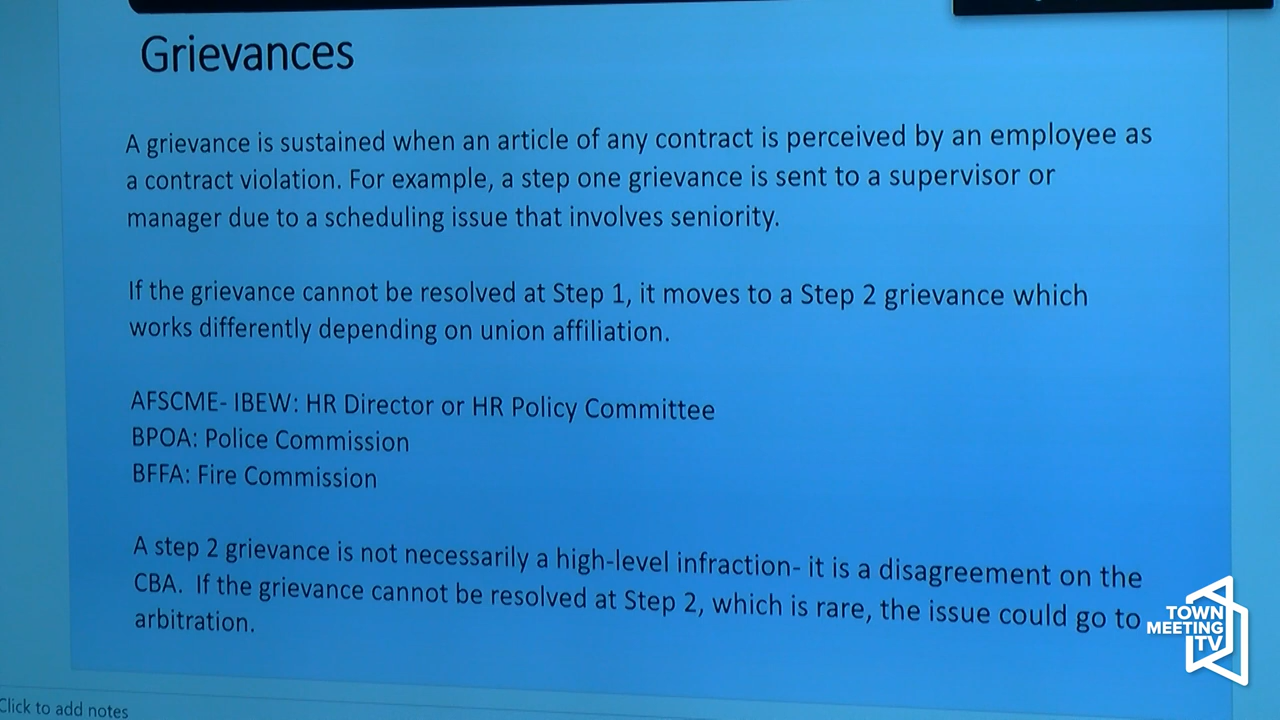 Grievances
A grievance is sustained when an article of any contract is perceived by an employee as
a contract violation. For example, a step one grievance is sent to a supervisor or
manager due to a scheduling issue that involves seniority.
If the grievance cannot be resolved at Step 1, it moves to a Step 2 grievance which
works differently depending on union affiliation.
AFSCME- IBEW: HR Director or HR Policy Committee
BPOA: Police Commission
BFFA: Fire Commission
A step 2 grievance is not necessarily a high-level infraction- it is a disagreement on the
CBA. If the grievance cannot be resolved at Step 2, which is rare, the issue could go to
arbitration.
TOWN
MEETING
TV
Click to add notes